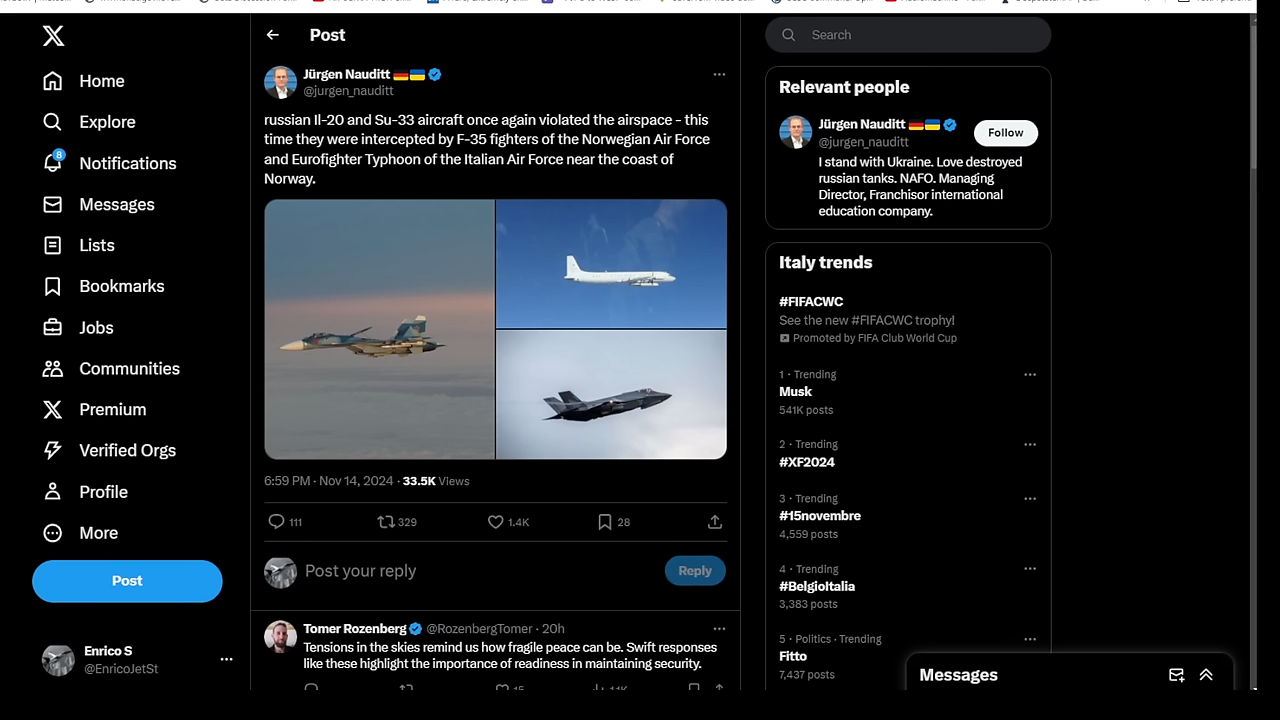 Home
Explore
8
Notifications
Messages
Lists
Bookmarks
Jobs
Communities
Premium
Verified Orgs
Profile
More
Post
Enrico S
@EnricoJetSt
Post
Jürgen Nauditt
@jurgen_nauditt
russian Il-20 and Su-33 aircraft once again violated the airspace - this
time they were intercepted by F-35 fighters of the Norwegian Air Force
and Eurofighter Typhoon of the Italian Air Force near the coast of
Norway.
6:59 PM · Nov 14, 2024 · 33.5K Views
111 329 1.4K 28
Post your reply
Reply
Tomer Rozenberg @RozenbergTomer · 20h
Tensions in the skies remind us how fragile peace can be. Swift responses
like these highlight the importance of readiness in maintaining security.
Search
Relevant people
Jürgen Nauditt
@jurgen_nauditt
Follow
I stand with Ukraine. Love destroyed
russian tanks. NAFO. Managing
Director, Franchisor international
education company.
Italy trends
#FIFACWC
See the new #FIFACWC trophy!
Promoted by FIFA Club World Cup
1 · Trending
Musk
541K posts
2 · Trending
#XF2024
3 · Trending
#15novembre
4,559 posts
4 · Trending
#BelgioItalia
3,383 posts
5 · Politics · Trending
Fitto
7,437 posts
Messages